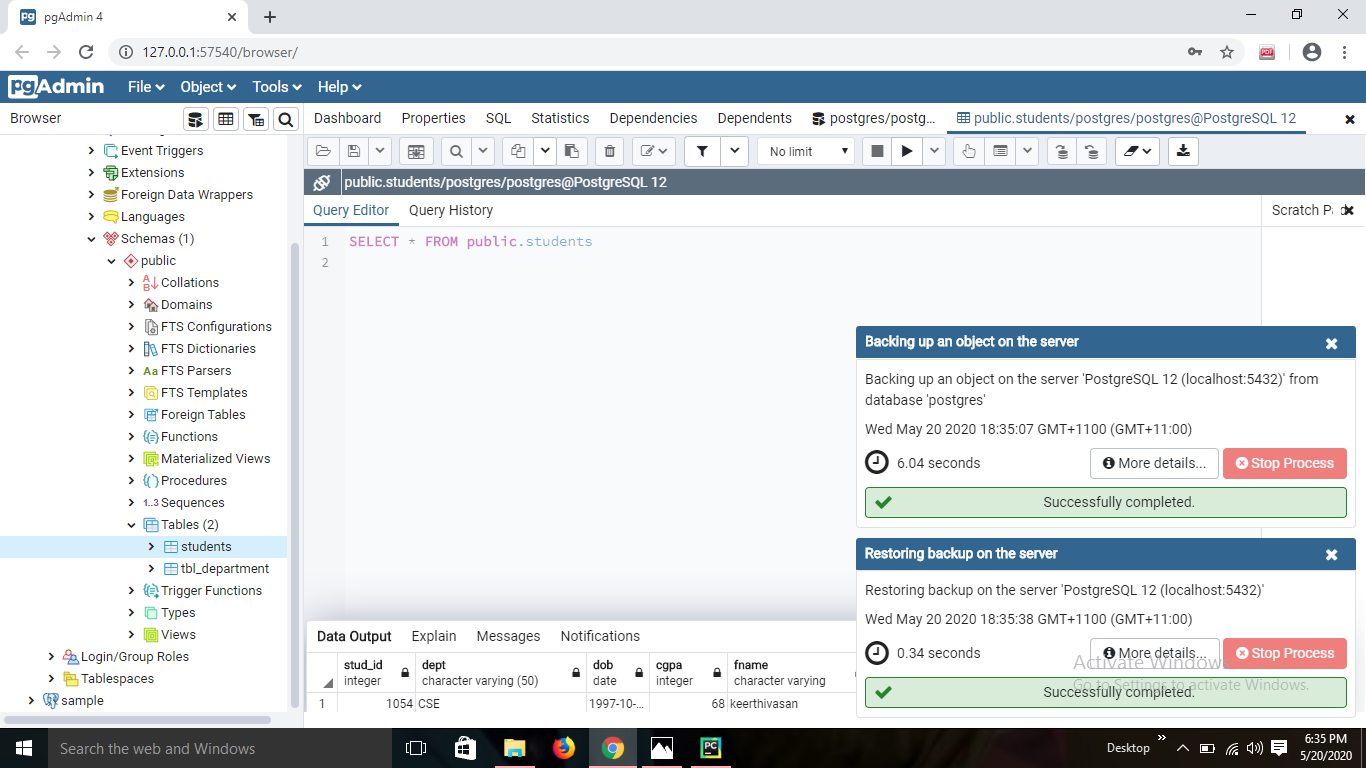 pgAdmin 4
127.0.0.1:57540/browser/
PDF
pgAdmin File Object Tools Help
Browser
Dashboard Properties SQL Statistics Dependencies Dependents postgres/postg... public.students/postgres/postgres@PostgreSQL 12
No limit
public.students/postgres/postgres@PostgreSQL 12
Query Editor Query History
Scratch P
1 SELECT * FROM public.students
2
Event Triggers
Extensions
Foreign Data Wrappers
Languages
Schemas (1)
public
Collations
Domains
FTS Configurations
FTS Dictionaries
Aa FTS Parsers
FTS Templates
Foreign Tables
Functions
Materialized Views
Procedures
1..3 Sequences
Tables (2)
students
tbl_department
Trigger Functions
Types
Views
Login/Group Roles
Tablespaces
sample
Backing up an object on the server
Backing up an object on the server 'PostgreSQL 12 (localhost:5432)' from
database 'postgres'
Wed May 20 2020 18:35:07 GMT+1100 (GMT+11:00)
6.04 seconds More details... Stop Process
Successfully completed.
Restoring backup on the server
Restoring backup on the server 'PostgreSQL 12 (localhost:5432)'
Wed May 20 2020 18:35:38 GMT+1100 (GMT+11:00)
0.34 seconds More details... Stop Process
Successfully completed.
Activate Windows
Go to Settings to activate Windows.
Data Output Explain Messages Notifications
stud_id dept dob cgpa fname
integer character varying (50) date integer character varying
1 1054 CSE 1997-10-... 68 keerthivasan
Search the web and Windows
PC
Desktop
6:35 PM
5/20/2020